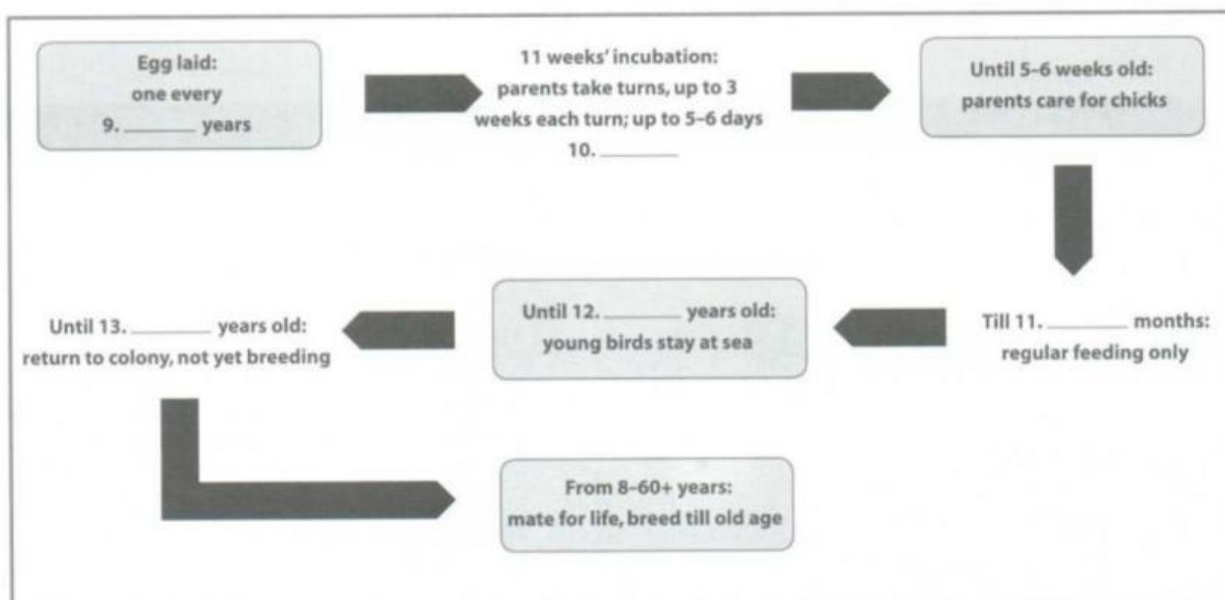 Egg laid:
one every
9. ________ years
11 weeks' incubation:
parents take turns, up to 3
weeks each turn; up to 5–6 days
10. ________
Until 5–6 weeks old:
parents care for chicks
Till 11. ________ months:
regular feeding only
Until 12. ________ years old:
young birds stay at sea
Until 13. ________ years old:
return to colony, not yet breeding
From 8–60+ years:
mate for life, breed till old age